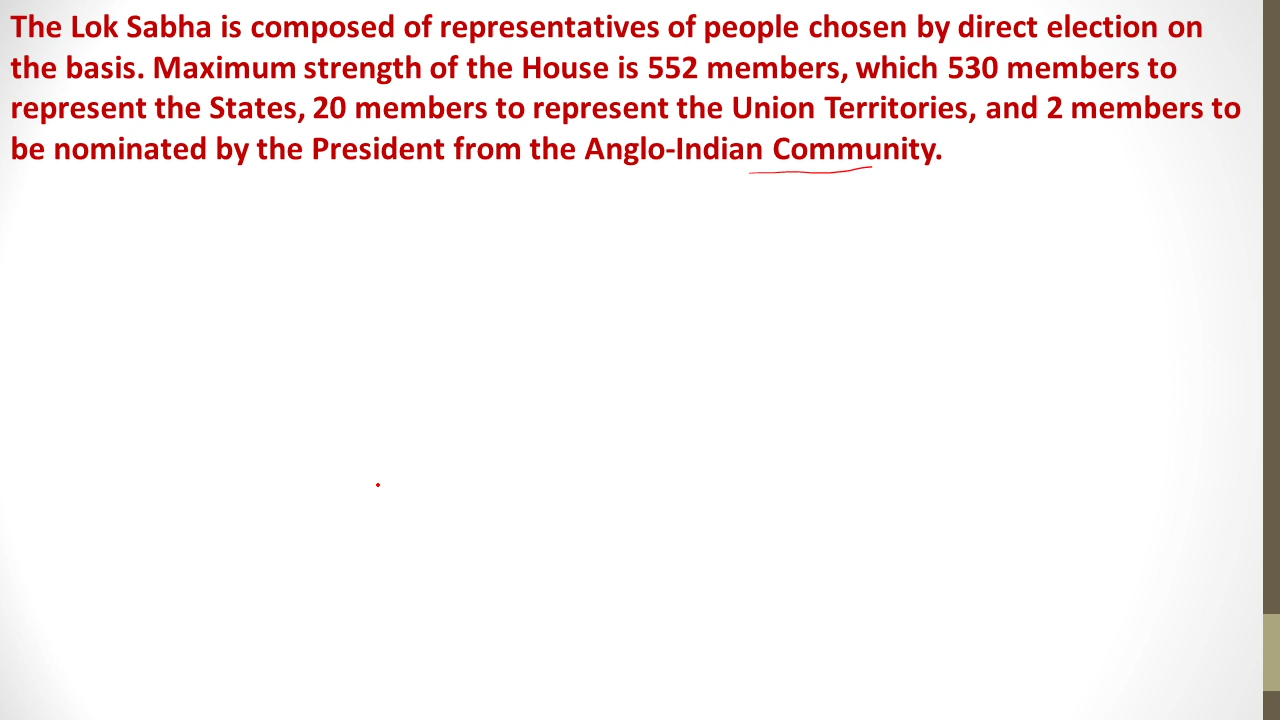 The Lok Sabha is composed of representatives of people chosen by direct election on
the basis. Maximum strength of the House is 552 members, which 530 members to
represent the States, 20 members to represent the Union Territories, and 2 members to
be nominated by the President from the Anglo-Indian Community.